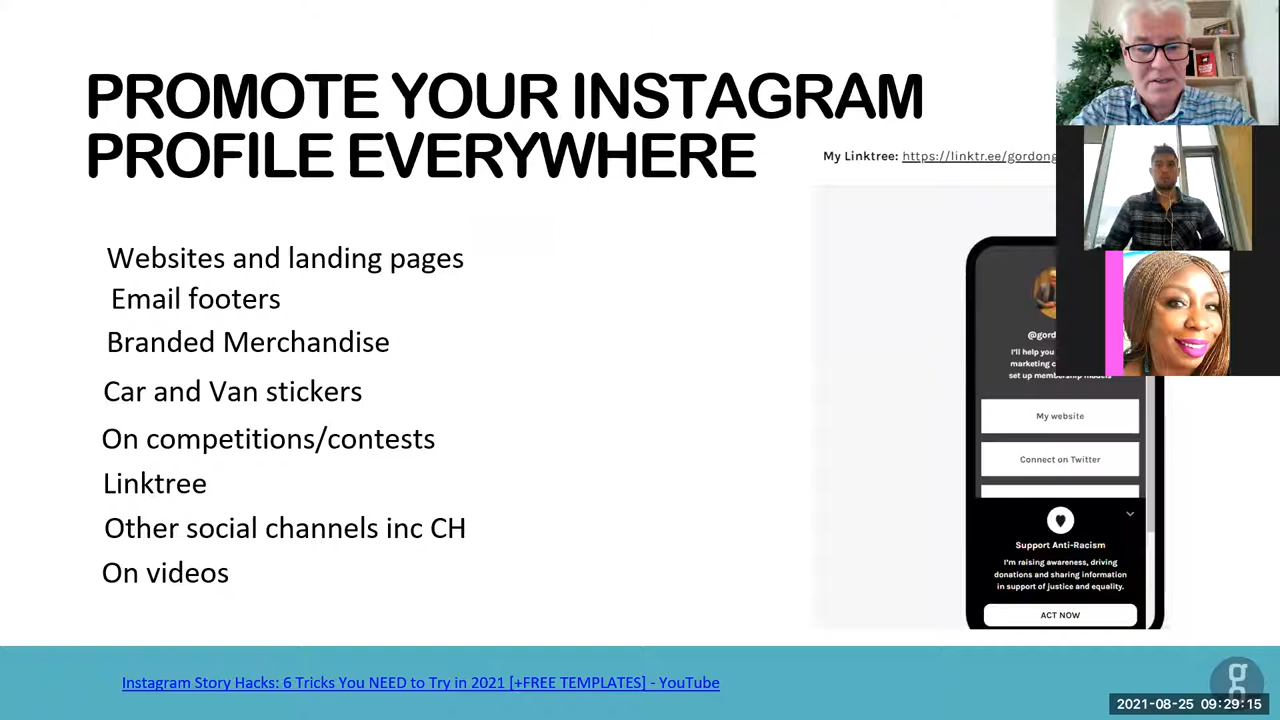 PROMOTE YOUR INSTAGRAM
PROFILE EVERYWHERE
My Linktree: https://linktr.ee/gordong
Websites and landing pages
Email footers
Branded Merchandise
Car and Van stickers
On competitions/contests
Linktree
Other social channels inc CH
On videos
@gord
I'll help you
marketing c
set up membership models
My website
Connect on Twitter
Support Anti-Racism
I'm raising awareness, driving
donations and sharing information
in support of justice and equality.
ACT NOW
Instagram Story Hacks: 6 Tricks You NEED to Try in 2021 [+FREE TEMPLATES] - YouTube
g
2021-08-25 09:29:15